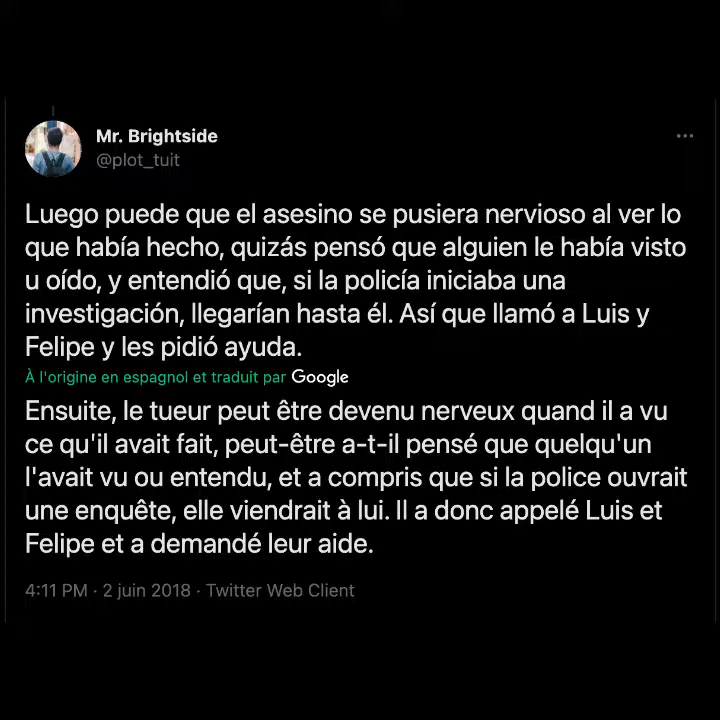 Mr. Brightside
@plot_tuit
Luego puede que el asesino se pusiera nervioso al ver lo
que había hecho, quizás pensó que alguien le había visto
u oído, y entendió que, si la policía iniciaba una
investigación, llegarían hasta él. Así que llamó a Luis y
Felipe y les pidió ayuda.
À l'origine en espagnol et traduit par Google
Ensuite, le tueur peut être devenu nerveux quand il a vu
ce qu'il avait fait, peut-être a-t-il pensé que quelqu'un
l'avait vu ou entendu, et a compris que si la police ouvrait
une enquête, elle viendrait à lui. Il a donc appelé Luis et
Felipe et a demandé leur aide.
4:11 PM · 2 juin 2018 · Twitter Web Client